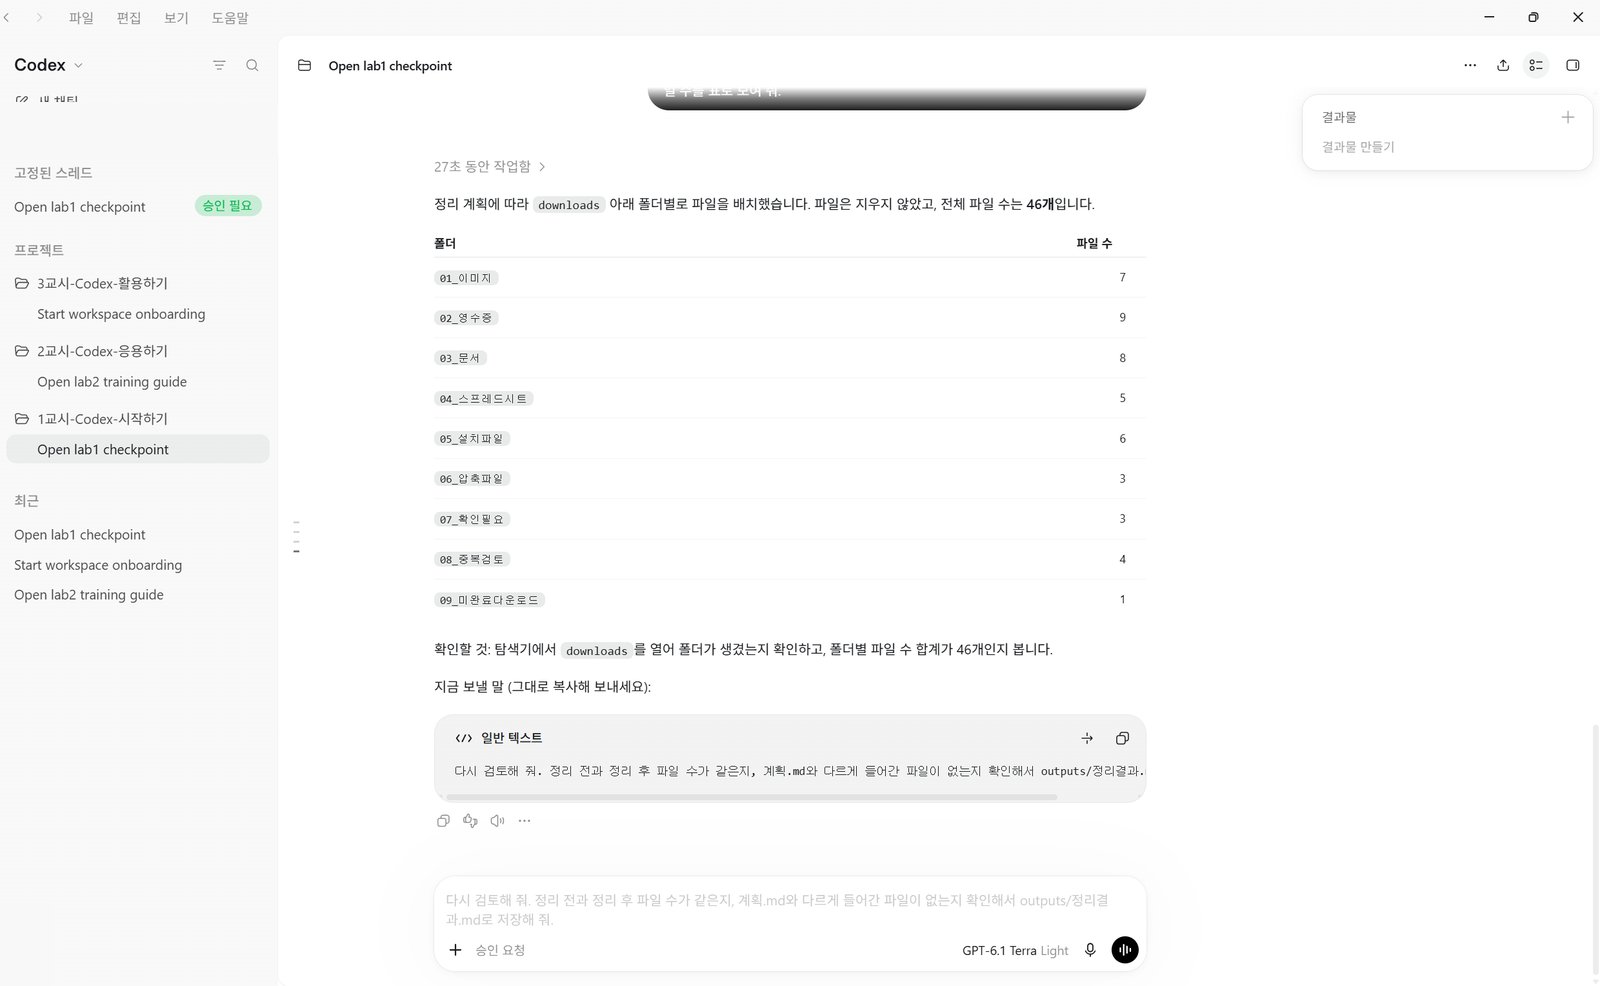 파일 편집 보기 도움말
Codex
새 채팅
고정된 스레드
Open lab1 checkpoint 승인 필요
프로젝트
3교시-Codex-활용하기
Start workspace onboarding
2교시-Codex-응용하기
Open lab2 training guide
1교시-Codex-시작하기
Open lab1 checkpoint
최근
Open lab1 checkpoint
Start workspace onboarding
Open lab2 training guide
Open lab1 checkpoint
결과물
결과물 만들기
27초 동안 작업함
정리 계획에 따라 downloads 아래 폴더별로 파일을 배치했습니다. 파일은 지우지 않았고, 전체 파일 수는 46개입니다.
폴더 파일 수
01_이미지 7
02_영수증 9
03_문서 8
04_스프레드시트 5
05_설치파일 6
06_압축파일 3
07_확인필요 3
08_중복검토 4
09_미완료다운로드 1
확인할 것: 탐색기에서 downloads 를 열어 폴더가 생겼는지 확인하고, 폴더별 파일 수 합계가 46개인지 봅니다.
지금 보낼 말 (그대로 복사해 보내세요):
일반 텍스트
다시 검토해 줘. 정리 전과 정리 후 파일 수가 같은지, 계획.md와 다르게 들어간 파일이 없는지 확인해서 outputs/정리결과.
다시 검토해 줘. 정리 전과 정리 후 파일 수가 같은지, 계획.md와 다르게 들어간 파일이 없는지 확인해서 outputs/정리결
과.md로 저장해 줘.
승인 요청 GPT-6.1 Terra Light